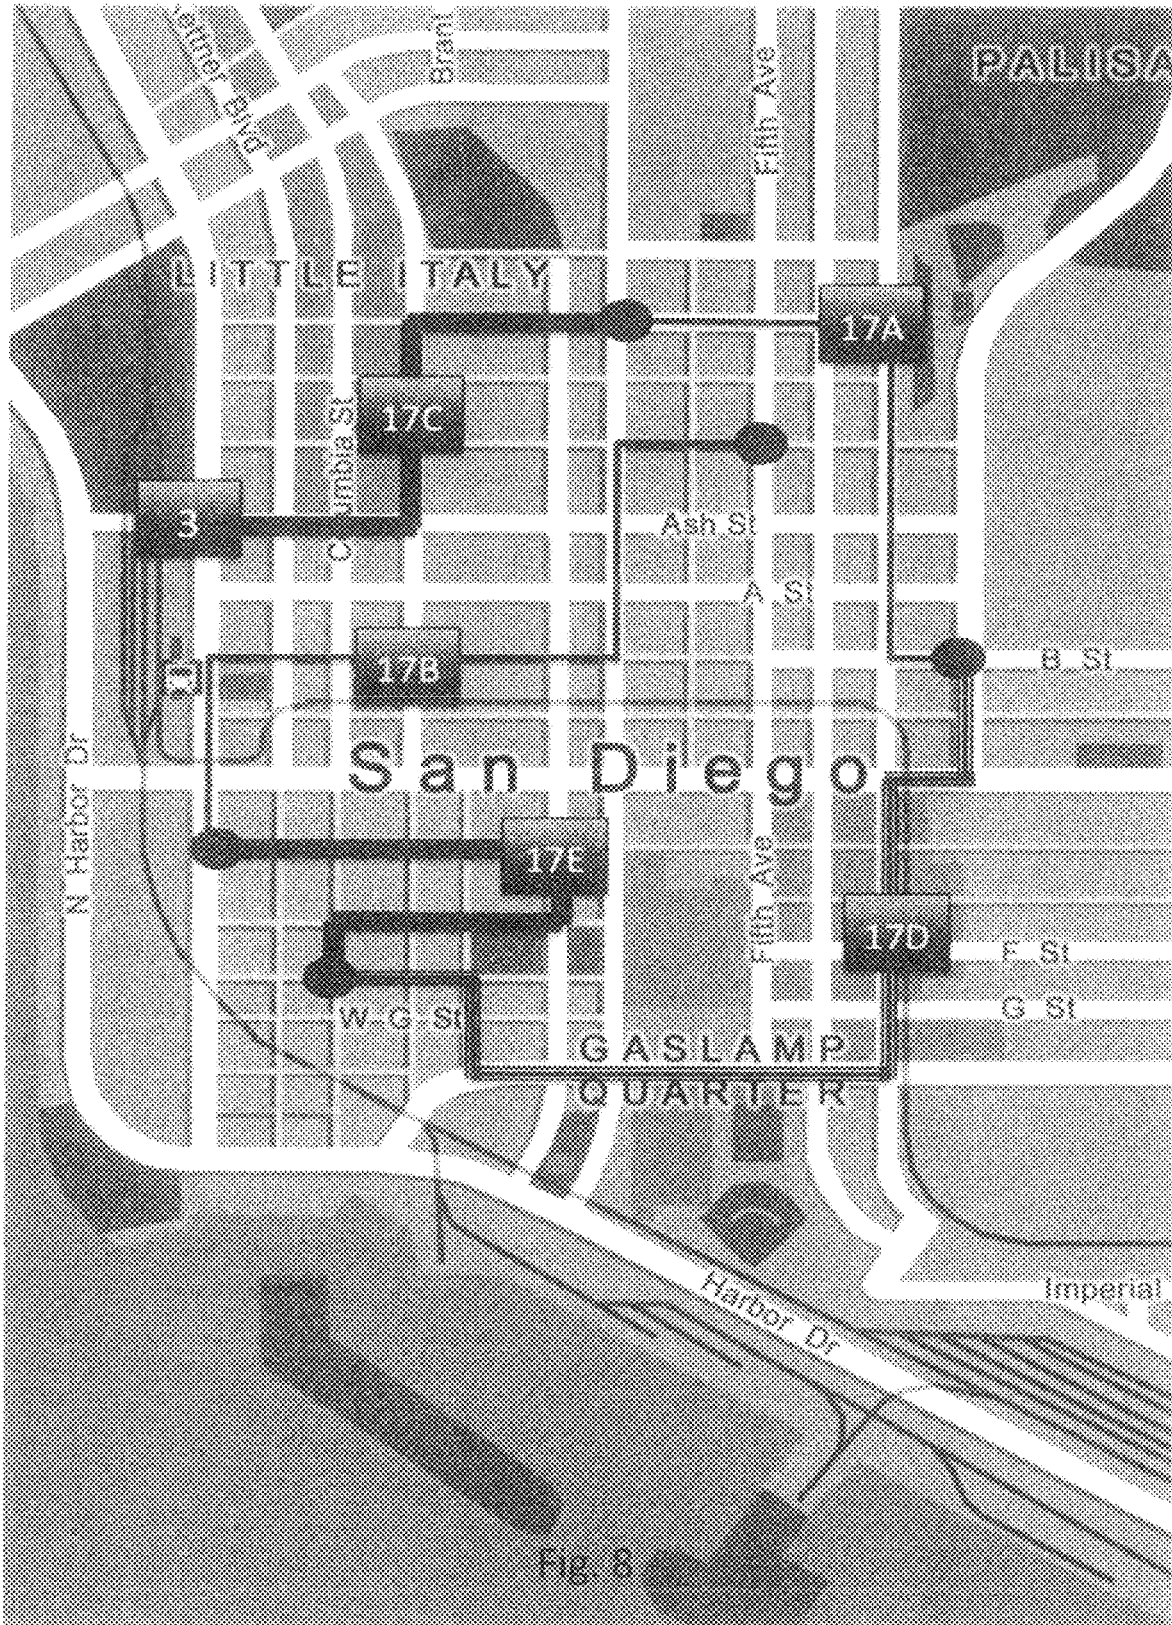 Brant
Fifth Ave
PALISA
LITTLE ITALY
17A
17C
Columbia St
3
Ash St
A St
17B
B St
San Diego
N Harbor Dr
17E
Fifth Ave
17D
F St
W G St
G St
GASLAMP
QUARTER
Harbor Dr
Imperial
Fig. 8